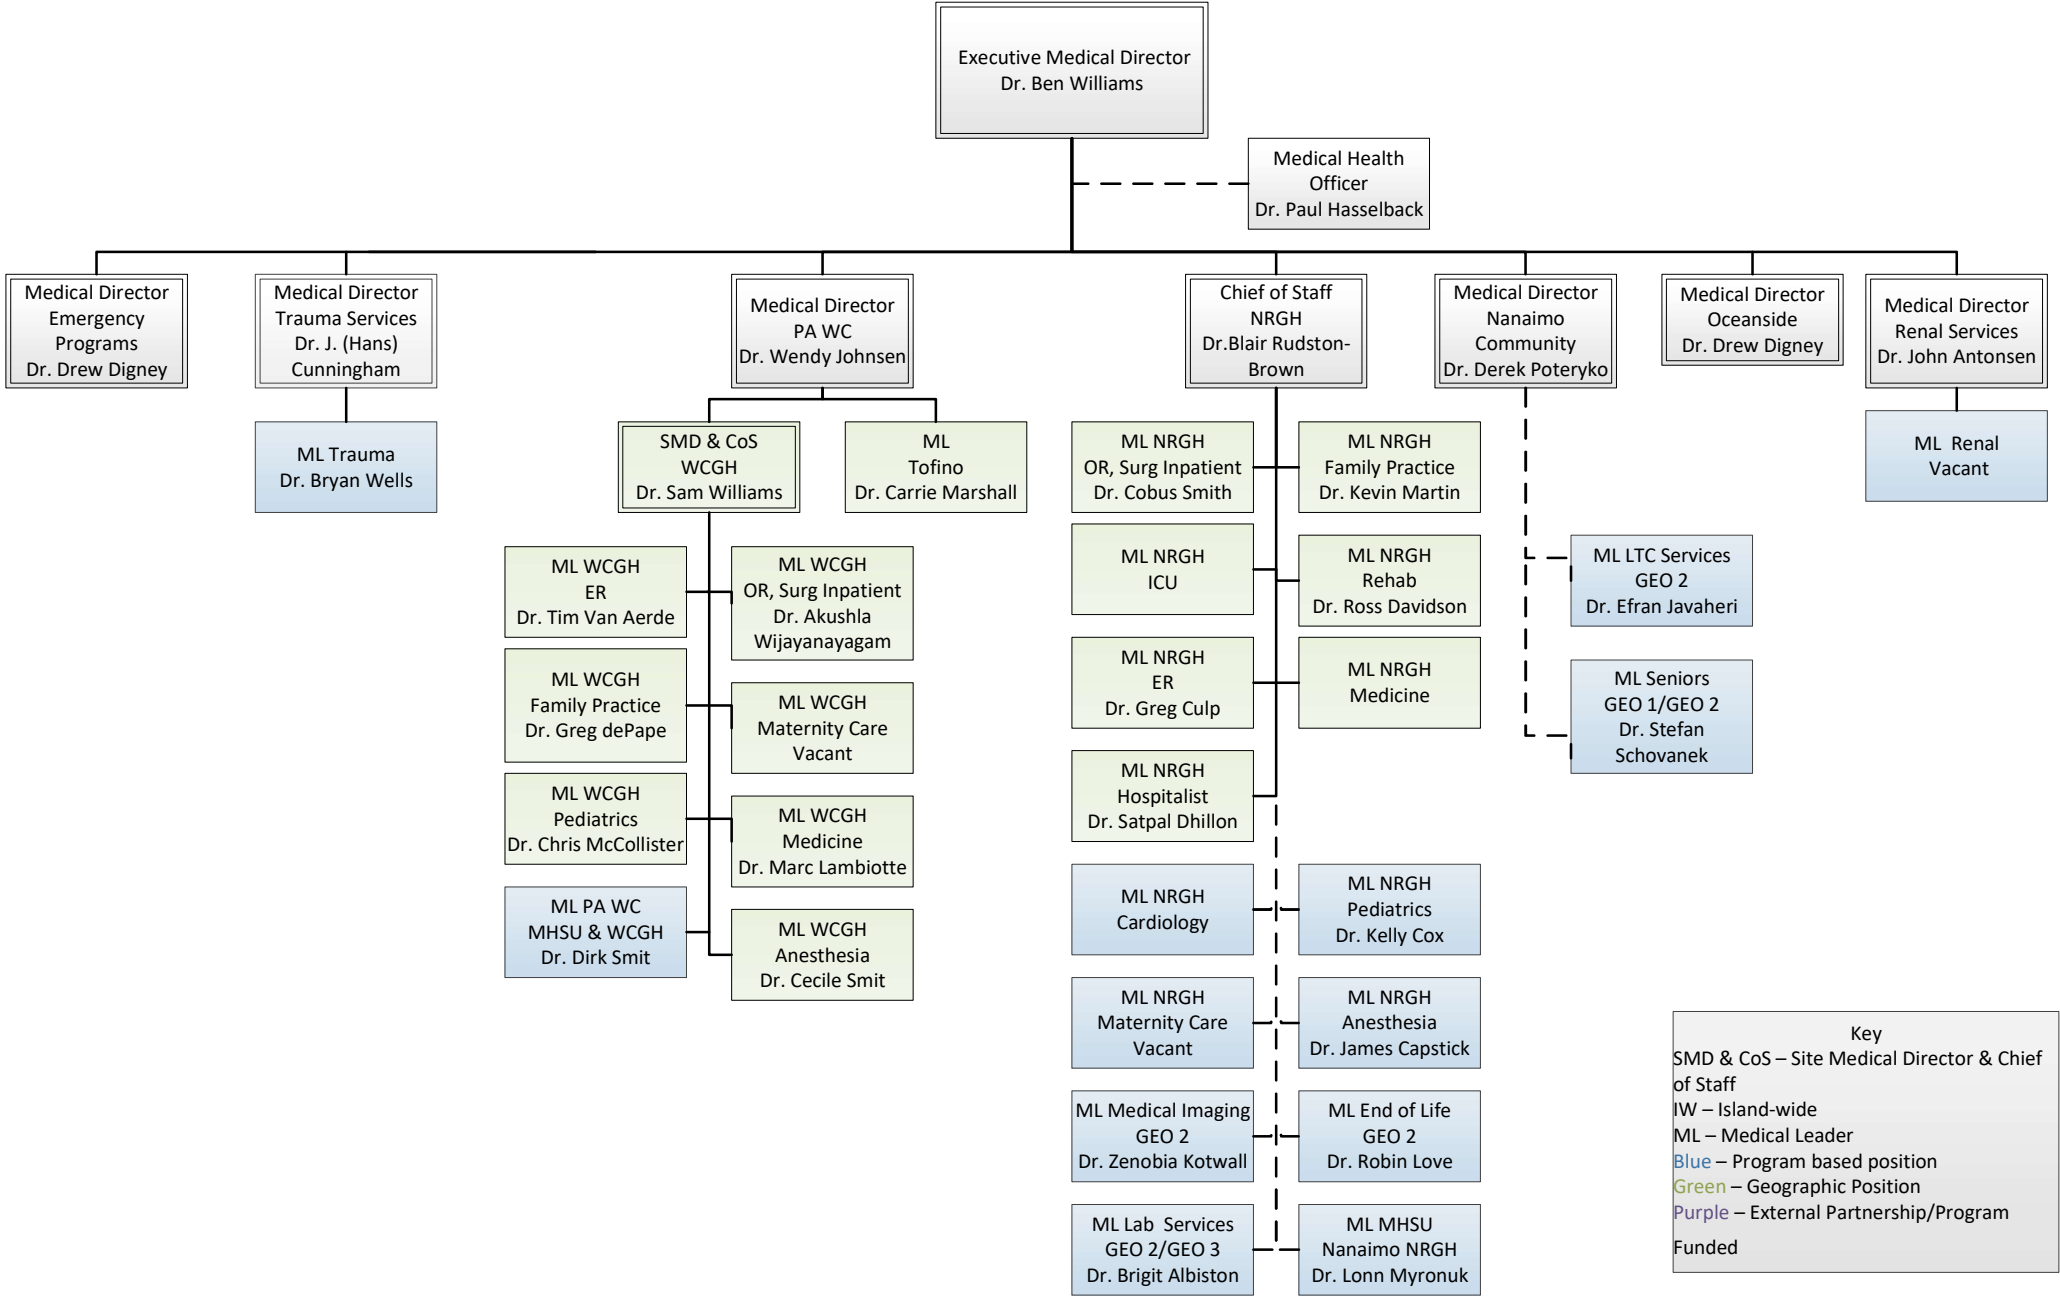 Executive Medical Director
Dr. Ben Williams
Medical Health
Officer
Dr. Paul Hasselback
Medical Director
Emergency
Programs
Dr. Drew Digney
Medical Director
Trauma Services
Dr. J. (Hans)
Cunningham
Medical Director
PA WC
Dr. Wendy Johnsen
Chief of Staff
NRGH
Dr.Blair Rudston-
Brown
Medical Director
Nanaimo
Community
Dr. Derek Poteryko
Medical Director
Oceanside
Dr. Drew Digney
Medical Director
Renal Services
Dr. John Antonsen
ML Trauma
Dr. Bryan Wells
SMD & CoS
WCGH
Dr. Sam Williams
ML
Tofino
Dr. Carrie Marshall
ML NRGH
OR, Surg Inpatient
Dr. Cobus Smith
ML NRGH
Family Practice
Dr. Kevin Martin
ML Renal
Vacant
ML WCGH
ER
Dr. Tim Van Aerde
ML WCGH
OR, Surg Inpatient
Dr. Akushla
Wijayanayagam
ML NRGH
ICU
ML NRGH
Rehab
Dr. Ross Davidson
ML LTC Services
GEO 2
Dr. Efran Javaheri
ML WCGH
Family Practice
Dr. Greg dePape
ML WCGH
Maternity Care
Vacant
ML NRGH
ER
Dr. Greg Culp
ML NRGH
Medicine
ML Seniors
GEO 1/GEO 2
Dr. Stefan
Schovanek
ML WCGH
Pediatrics
Dr. Chris McCollister
ML WCGH
Medicine
Dr. Marc Lambiotte
ML NRGH
Hospitalist
Dr. Satpal Dhillon
ML PA WC
MHSU & WCGH
Dr. Dirk Smit
ML WCGH
Anesthesia
Dr. Cecile Smit
ML NRGH
Cardiology
ML NRGH
Pediatrics
Dr. Kelly Cox
ML NRGH
Maternity Care
Vacant
ML NRGH
Anesthesia
Dr. James Capstick
ML Medical Imaging
GEO 2
Dr. Zenobia Kotwall
ML End of Life
GEO 2
Dr. Robin Love
ML Lab Services
GEO 2/GEO 3
Dr. Brigit Albiston
ML MHSU
Nanaimo NRGH
Dr. Lonn Myronuk
Key
SMD & CoS – Site Medical Director & Chief
of Staff
IW – Island-wide
ML – Medical Leader
Blue – Program based position
Green – Geographic Position
Purple – External Partnership/Program
Funded